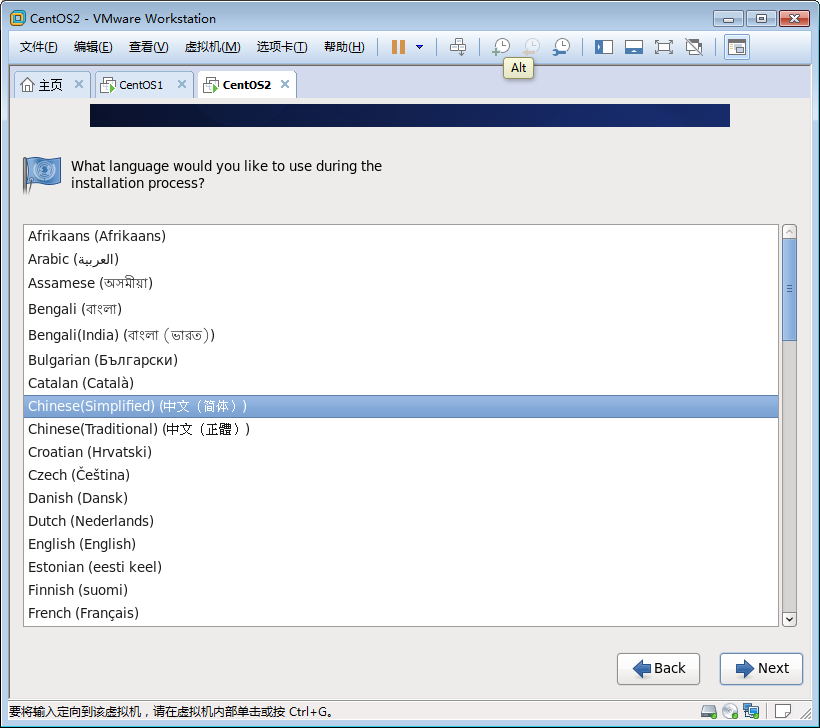 CentOS2 - VMware Workstation
文件(F) 编辑(E) 查看(V) 虚拟机(M) 选项卡(T) 帮助(H)
Alt
主页 CentOS1 CentOS2
What language would you like to use during the
installation process?
Afrikaans (Afrikaans)
Arabic (العربية)
Assamese (অসমীয়া)
Bengali (বাংলা)
Bengali(India) (বাংলা (ভারত))
Bulgarian (Български)
Catalan (Català)
Chinese(Simplified) (中文（简体）)
Chinese(Traditional) (中文（正體）)
Croatian (Hrvatski)
Czech (Čeština)
Danish (Dansk)
Dutch (Nederlands)
English (English)
Estonian (eesti keel)
Finnish (suomi)
French (Français)
Back Next
要将输入定向到该虚拟机，请在虚拟机内部单击或按 Ctrl+G。